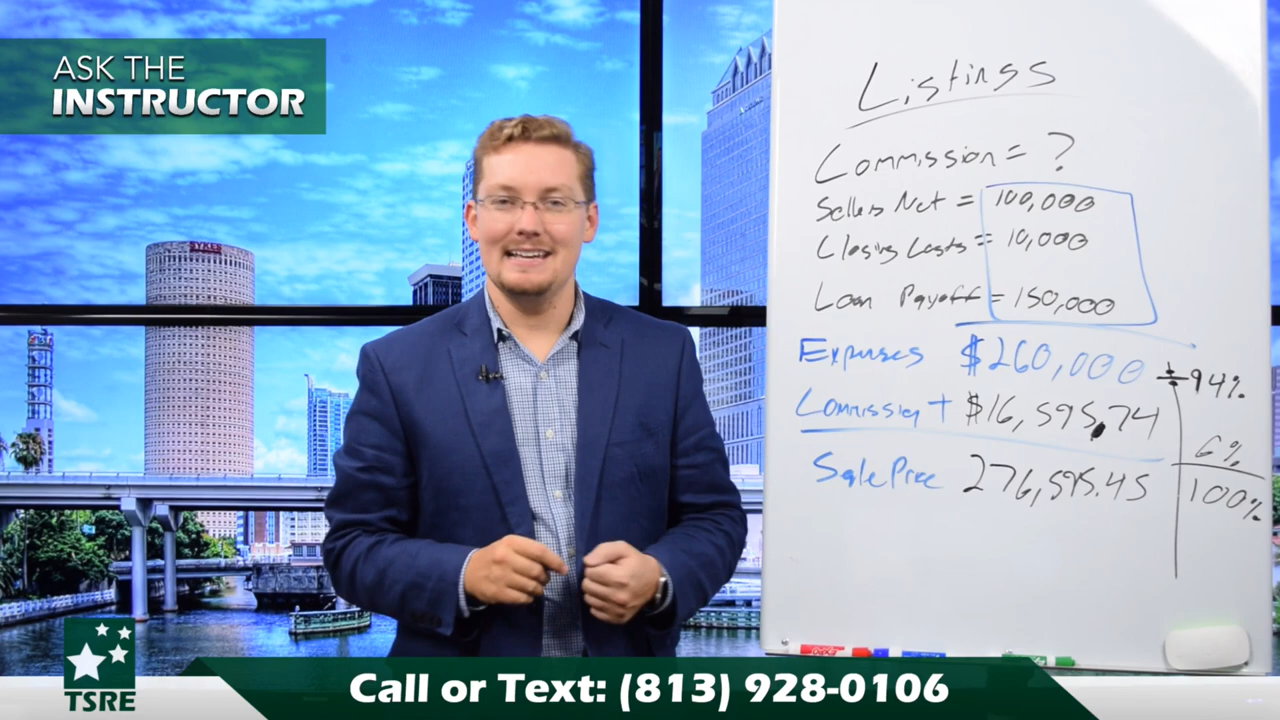 ASK THE
INSTRUCTOR
Listings
Commission = ?
Sellers Net = 100,000
Closing Costs = 10,000
Loan Payoff = 150,000
Expenses $260,000 ÷ 94%
Commission + $16,595.74 6%
Sale Price 276,595.45 100%
SYKES
TSRE
Call or Text: (813) 928-0106